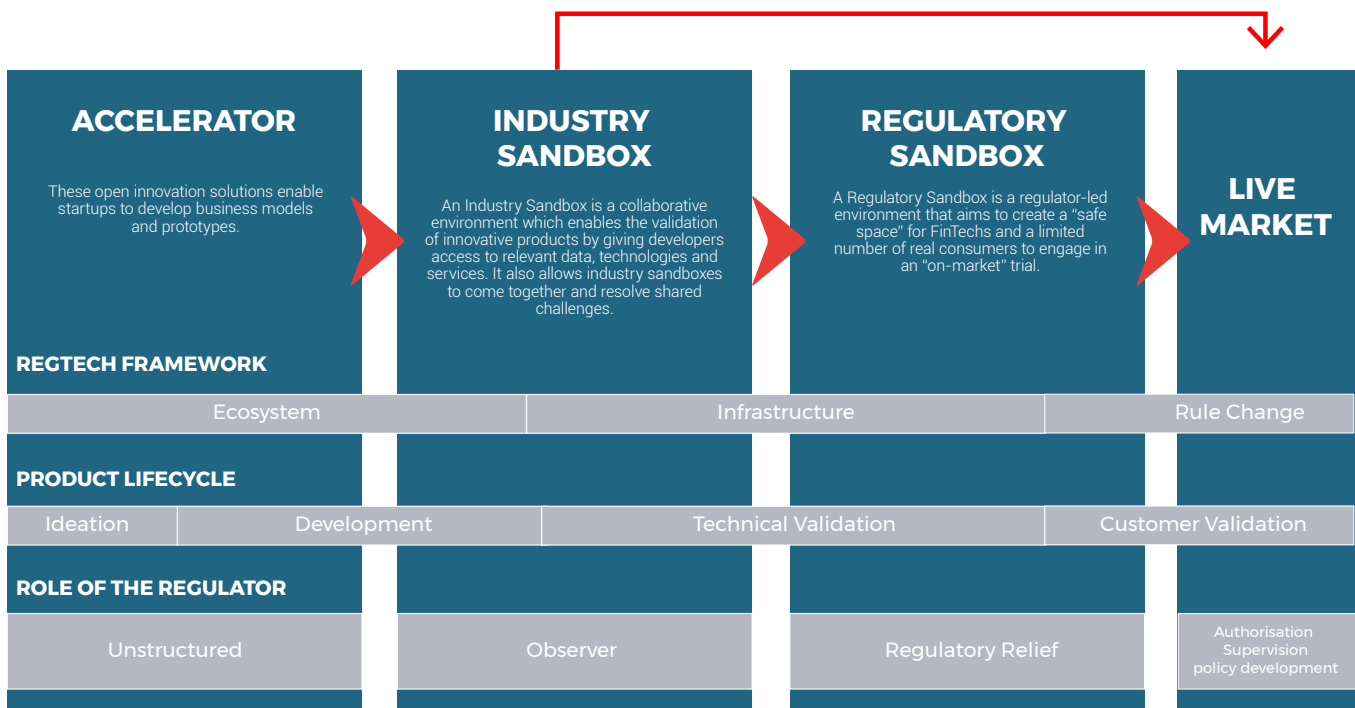 ACCELERATOR
These open innovation solutions enable
startups to develop business models
and prototypes.
INDUSTRY
SANDBOX
An Industry Sandbox is a collaborative
environment which enables the validation
of innovative products by giving developers
access to relevant data, technologies and
services. It also allows industry sandboxes
to come together and resolve shared
challenges.
REGULATORY
SANDBOX
A Regulatory Sandbox is a regulator-led
environment that aims to create a “safe
space” for FinTechs and a limited
number of real consumers to engage in
an “on-market” trial.
LIVE
MARKET
REGTECH FRAMEWORK
Ecosystem
Infrastructure
Rule Change
PRODUCT LIFECYCLE
Ideation
Development
Technical Validation
Customer Validation
ROLE OF THE REGULATOR
Unstructured
Observer
Regulatory Relief
Authorisation
Supervision
policy development